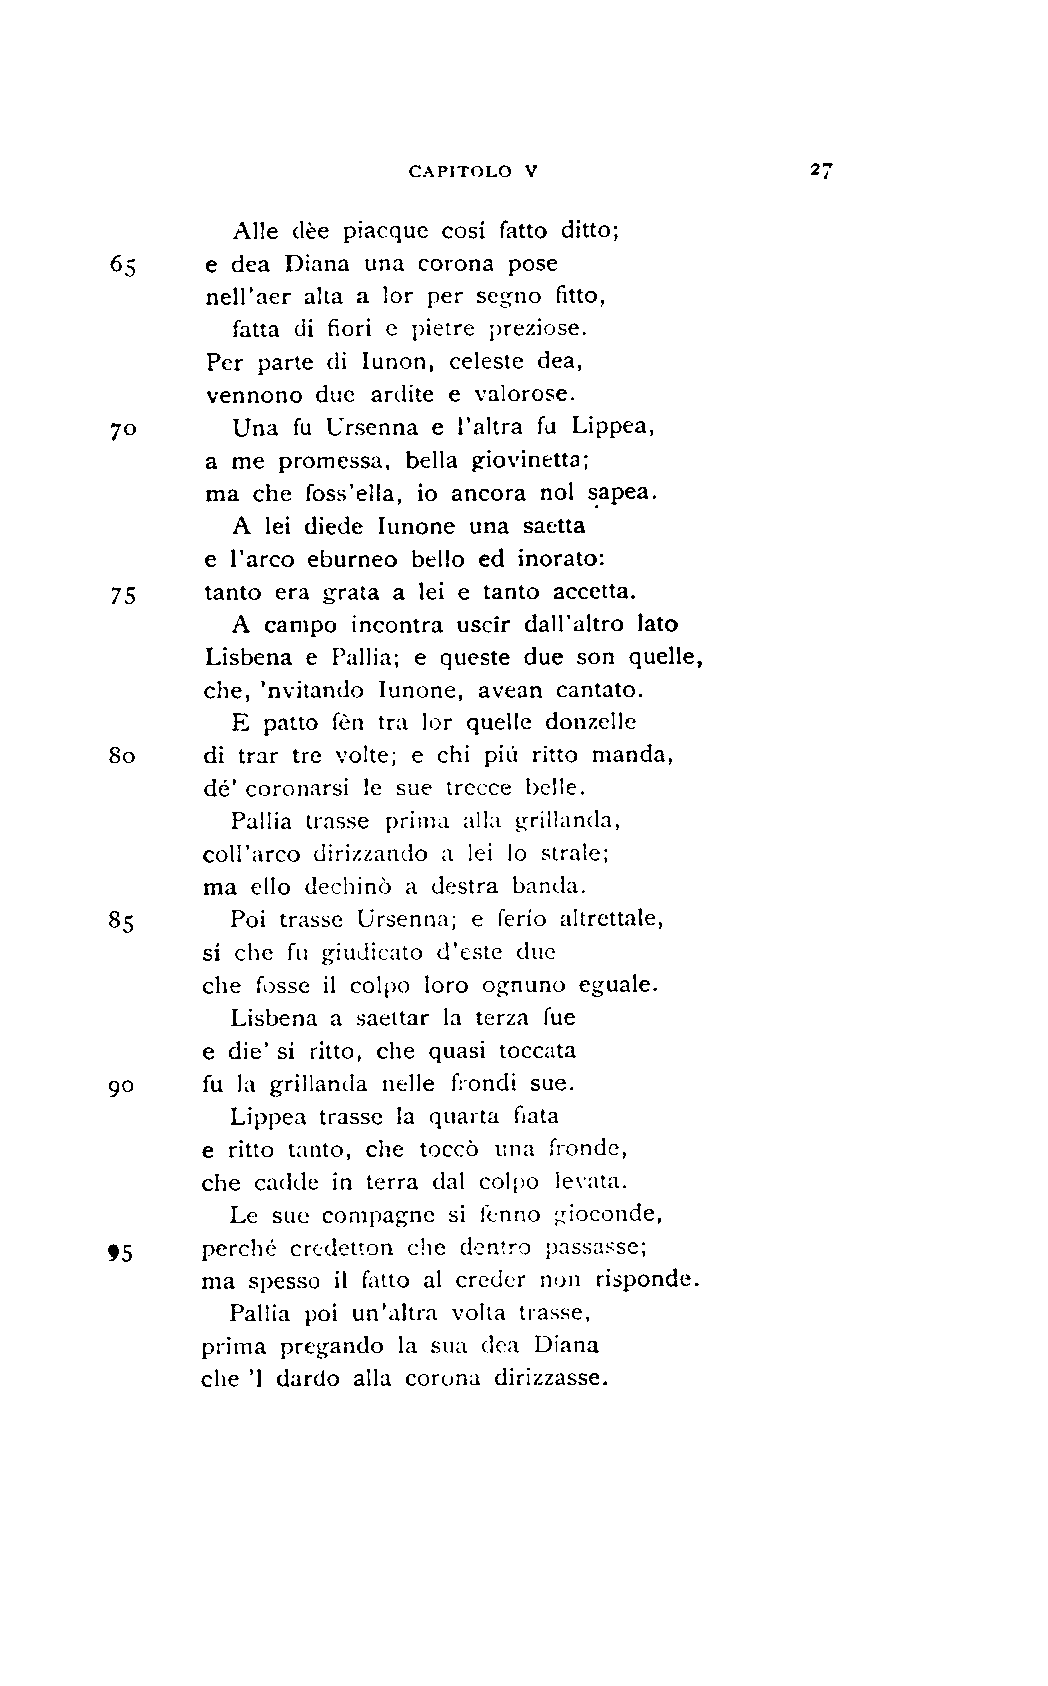 CAPITOLO V 27
Alle dèe piacque cosí fatto ditto;
65 e dea Diana una corona pose
nell'aer alta a lor per segno fitto,
fatta di fiori e pietre preziose.
Per parte di Iunon, celeste dea,
vennono due ardite e valorose.
70 Una fu Ursenna e l'altra fu Lippea,
a me promessa, bella giovinetta;
ma che foss'ella, io ancora nol sapea.
A lei diede Iunone una saetta
e l'arco eburneo bello ed inorato:
75 tanto era grata a lei e tanto accetta.
A campo incontra uscîr dall'altro lato
Lisbena e Pallia; e queste due son quelle,
che, 'nvitando Iunone, avean cantato.
E patto fên tra lor quelle donzelle
80 di trar tre volte; e chi piú ritto manda,
dé' coronarsi le sue trecce belle.
Pallia trasse prima alla grillanda,
coll'arco dirizzando a lei lo strale;
ma ello dechinò a destra banda.
85 Poi trasse Ursenna; e ferío altrettale,
sí che fu giudicato d'este due
che fosse il colpo loro ognuno eguale.
Lisbena a saettar la terza fue
e die' si ritto, che quasi toccata
90 fu la grillanda nelle frondi sue.
Lippea trasse la quarta fiata
e ritto tanto, che toccò una fronde,
che cadde in terra dal colpo levata.
Le sue compagne si fenno gioconde,
95 perché credetton che dentro passasse;
ma spesso il fatto al creder non risponde.
Pallia poi un'altra volta trasse,
prima pregando la sua dea Diana
che 'l dardo alla corona dirizzasse.